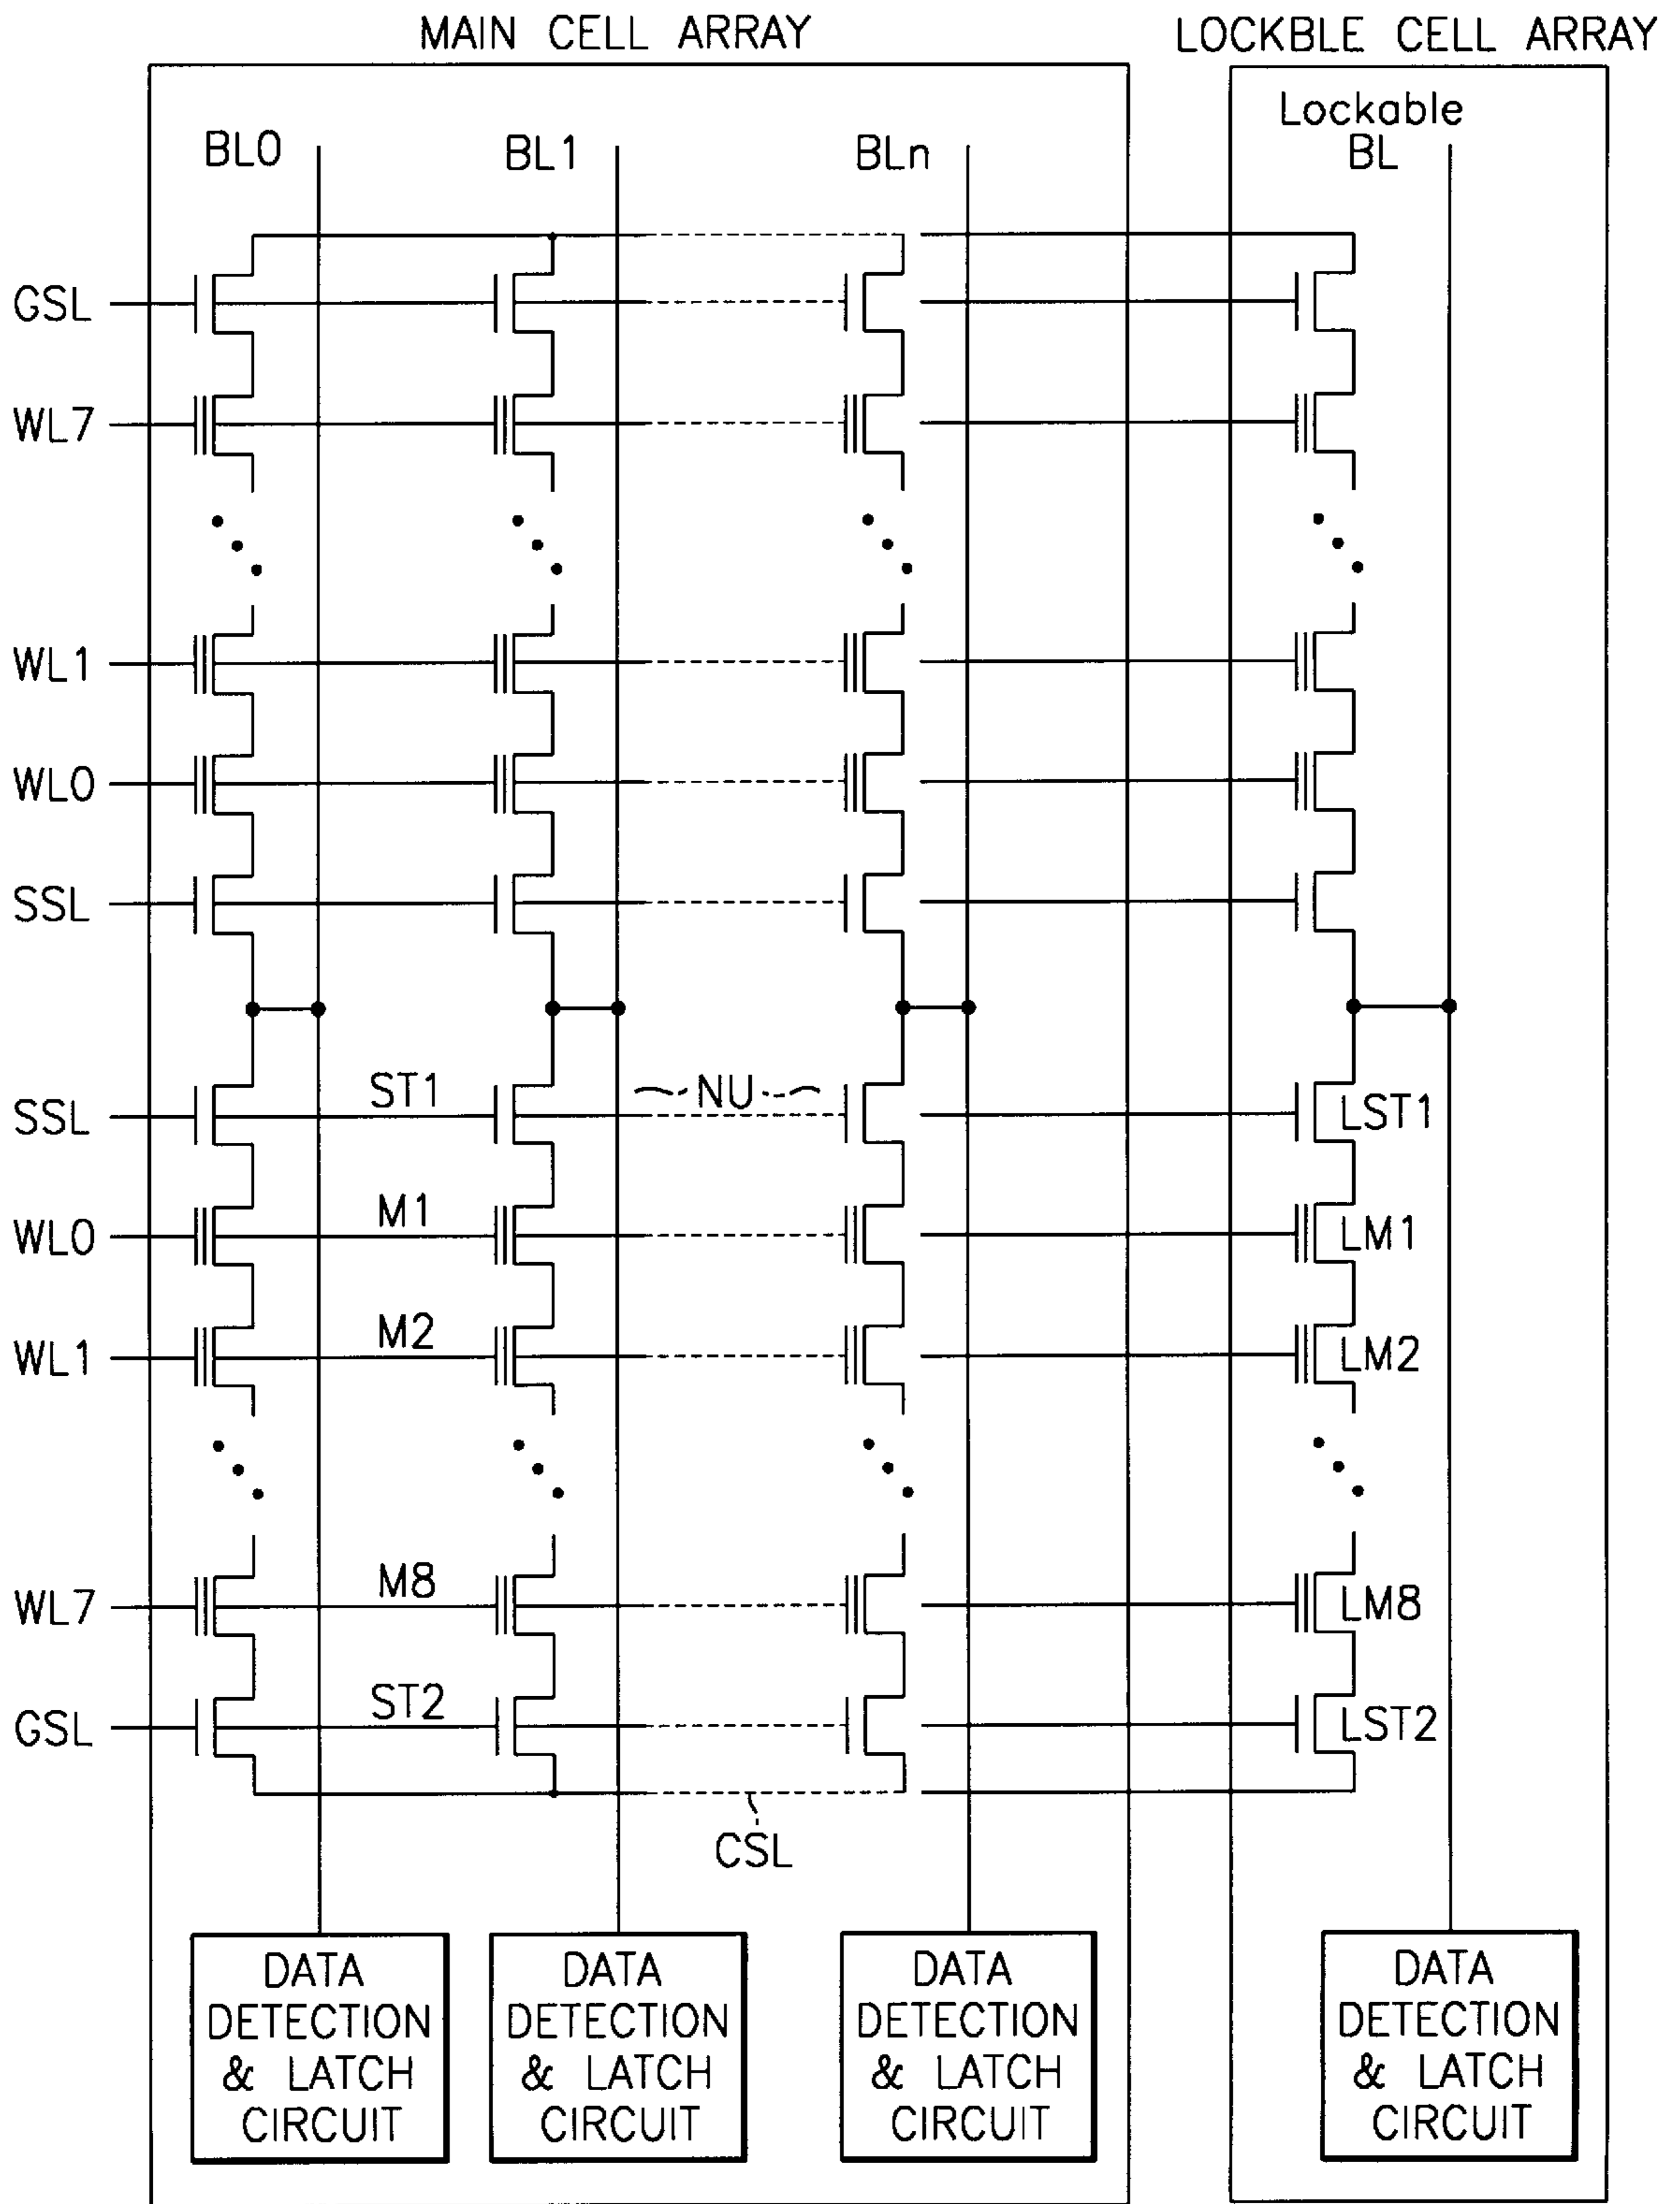 MAIN CELL ARRAY
LOCKBLE CELL ARRAY
Lockable
BL0
BL1
BLn
BL
GSL
WL7
WL1
WL0
SSL
SSL
ST1
NU
LST1
WL0
M1
LM1
WL1
M2
LM2
WL7
M8
LM8
GSL
ST2
LST2
CSL
DATA
DETECTION
& LATCH
CIRCUIT
DATA
DETECTION
& LATCH
CIRCUIT
DATA
DETECTION
& LATCH
CIRCUIT
DATA
DETECTION
& LATCH
CIRCUIT